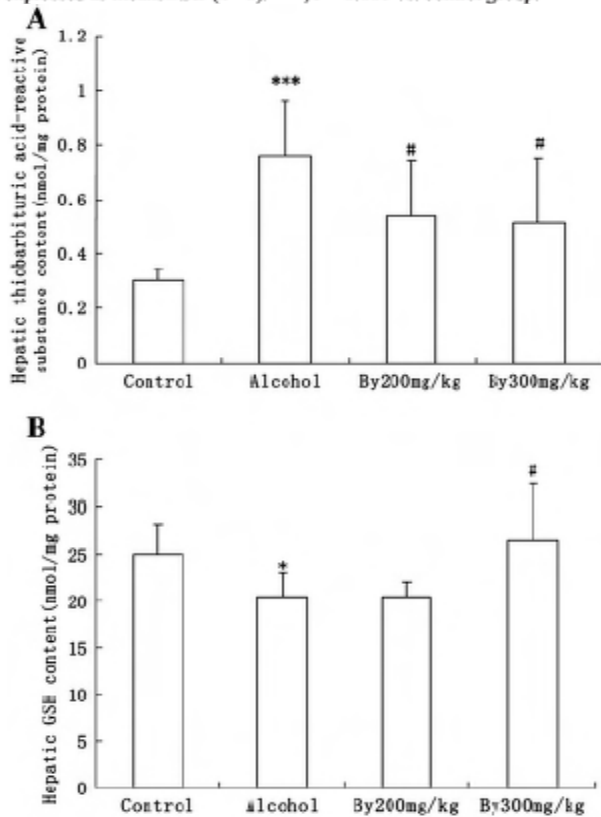 A
Hepatic thiobarbituric acid-reactive
substance content(nmol/mg protein)
1.2
1
0.8
0.6
0.4
0.2
0
***
#
#
Control Alcohol By200mg/kg By300mg/kg
B
Hepatic GSH content(nmol/mg protein)
35
30
25
20
15
10
5
0
*
#
Control Alcohol By200mg/kg By300mg/kg